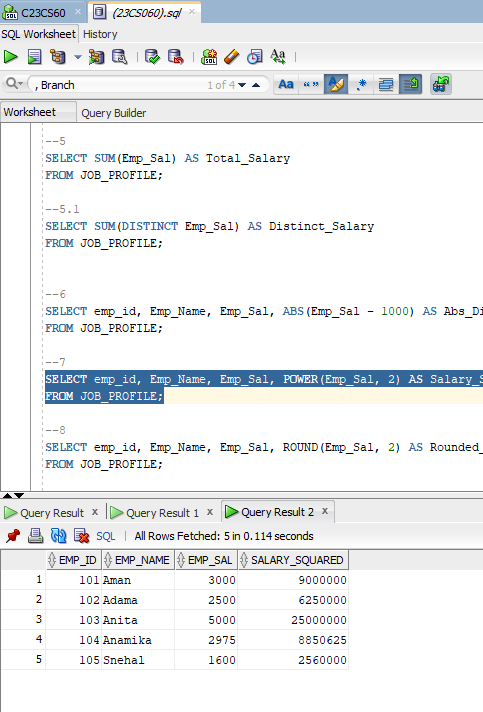 C23CS60 (23CS060).sql
SQL Worksheet History
, Branch 1 of 4 Aa “ ” .*
Worksheet Query Builder
--5
SELECT SUM(Emp_Sal) AS Total_Salary
FROM JOB_PROFILE;
--5.1
SELECT SUM(DISTINCT Emp_Sal) AS Distinct_Salary
FROM JOB_PROFILE;
--6
SELECT emp_id, Emp_Name, Emp_Sal, ABS(Emp_Sal - 1000) AS Abs_Di
FROM JOB_PROFILE;
--7
SELECT emp_id, Emp_Name, Emp_Sal, POWER(Emp_Sal, 2) AS Salary_S
FROM JOB_PROFILE;
--8
SELECT emp_id, Emp_Name, Emp_Sal, ROUND(Emp_Sal, 2) AS Rounded_
FROM JOB_PROFILE;
Query Result x Query Result 1 x Query Result 2 x
SQL | All Rows Fetched: 5 in 0.114 seconds
EMP_ID EMP_NAME EMP_SAL SALARY_SQUARED
1 101 Aman 3000 9000000
2 102 Adama 2500 6250000
3 103 Anita 5000 25000000
4 104 Anamika 2975 8850625
5 105 Snehal 1600 2560000